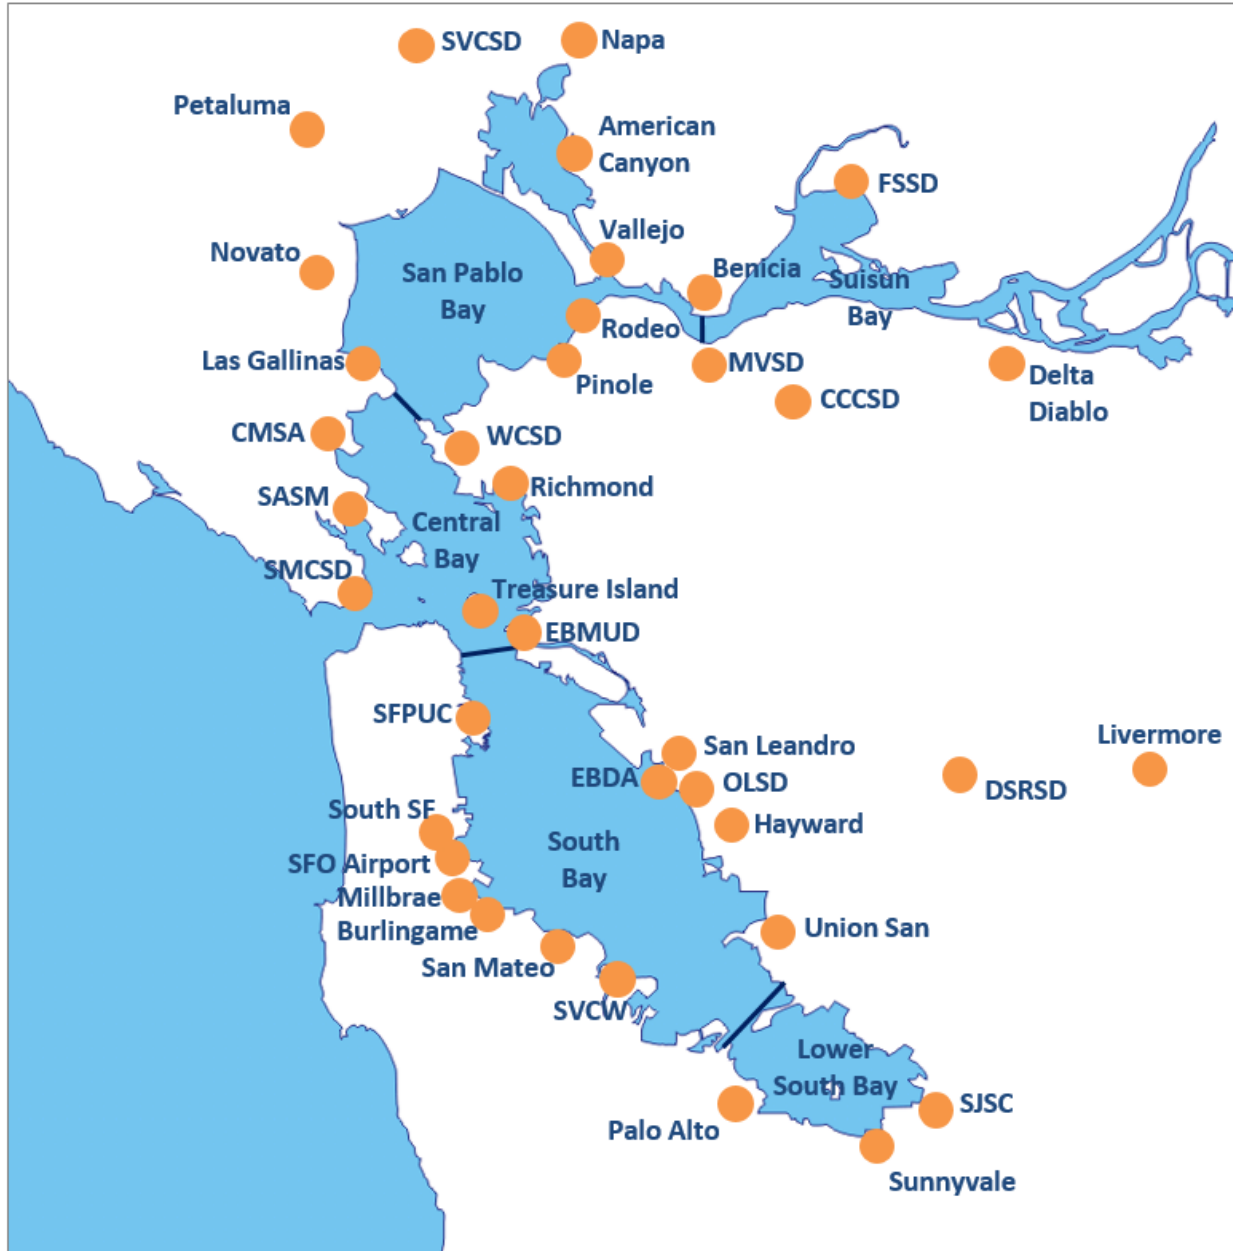 SVCSD
Napa
Petaluma
American
Canyon
FSSD
Vallejo
Novato
Benicia
San Pablo
Bay
Suisun
Bay
Rodeo
Las Gallinas
Pinole
MVSD
Delta
Diablo
CCCSD
CMSA
WCSD
Richmond
SASM
Central
Bay
SMCSD
Treasure Island
EBMUD
SFPUC
San Leandro
Livermore
EBDA
OLSD
DSRSD
South SF
Hayward
South
Bay
SFO Airport
Millbrae
Burlingame
Union San
San Mateo
SVCW
Lower
South Bay
SJSC
Palo Alto
Sunnyvale